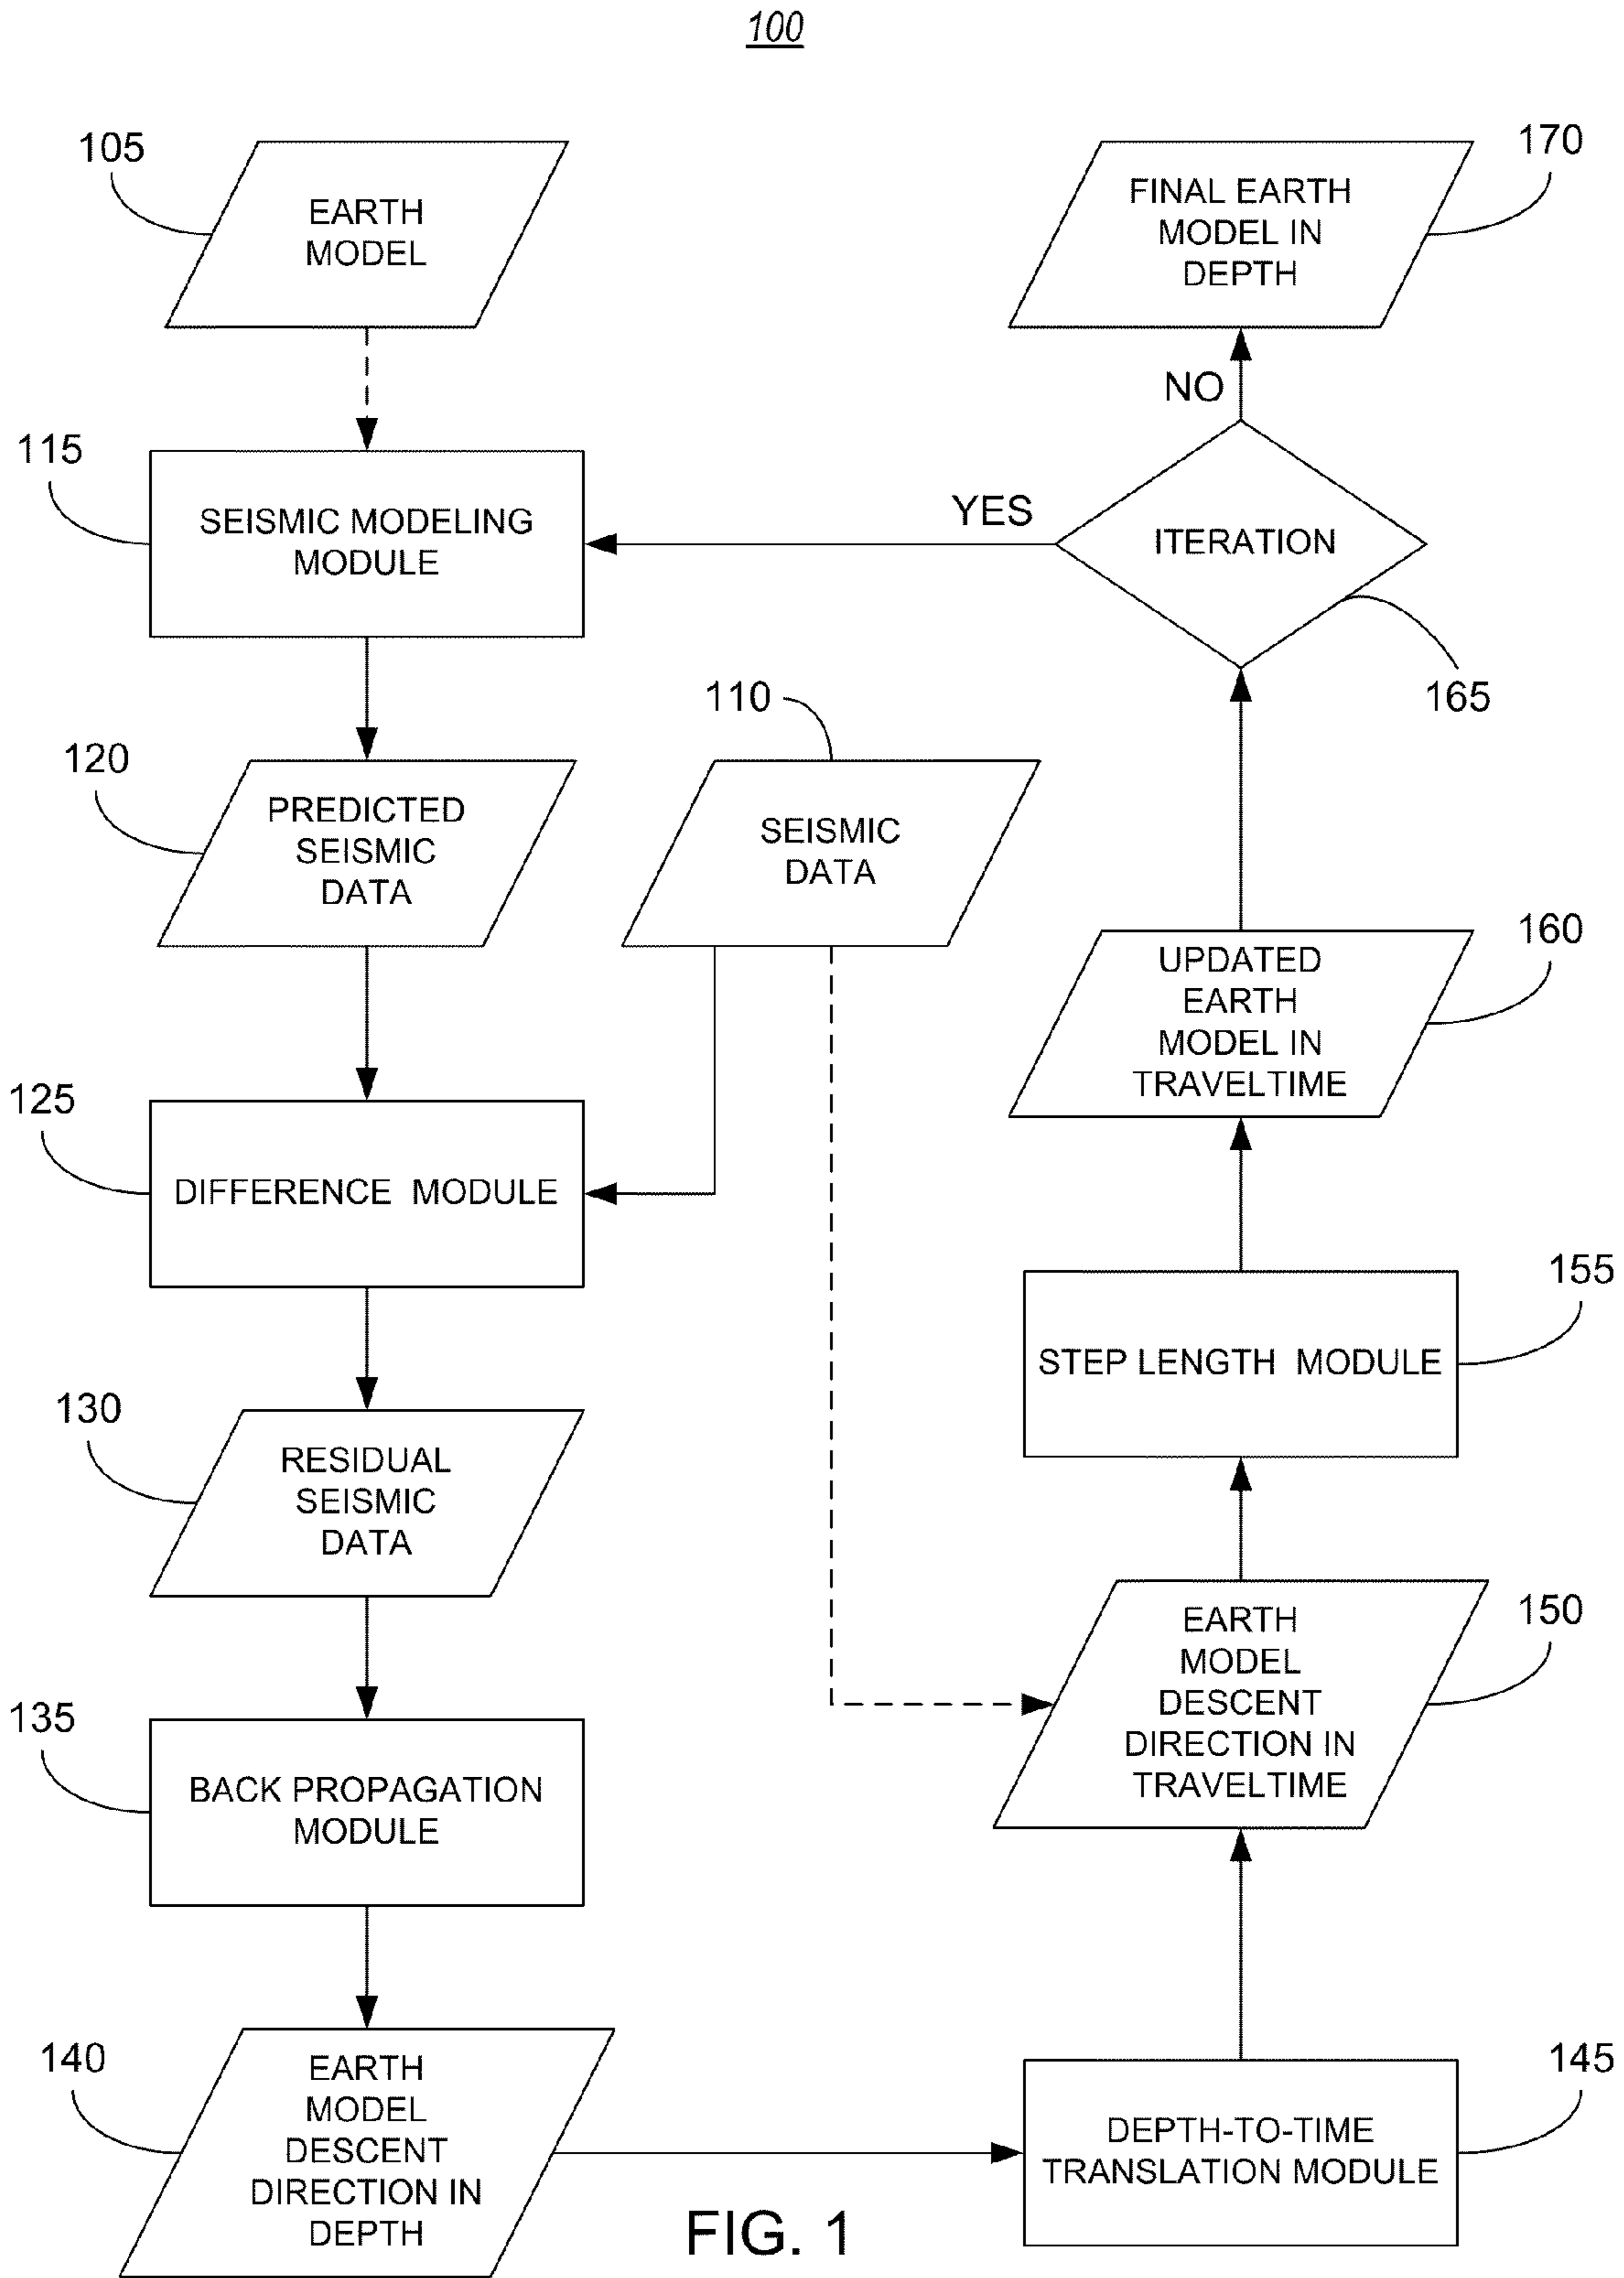 100
105
EARTH
MODEL
170
FINAL EARTH
MODEL IN
DEPTH
NO
115
SEISMIC MODELING
MODULE
YES
ITERATION
165
110
120
PREDICTED
SEISMIC
DATA
SEISMIC
DATA
160
UPDATED
EARTH
MODEL IN
TRAVELTIME
125
DIFFERENCE MODULE
155
STEP LENGTH MODULE
130
RESIDUAL
SEISMIC
DATA
150
EARTH
MODEL
DESCENT
DIRECTION IN
TRAVELTIME
135
BACK PROPAGATION
MODULE
140
EARTH
MODEL
DESCENT
DIRECTION IN
DEPTH
145
DEPTH-TO-TIME
TRANSLATION MODULE
FIG. 1